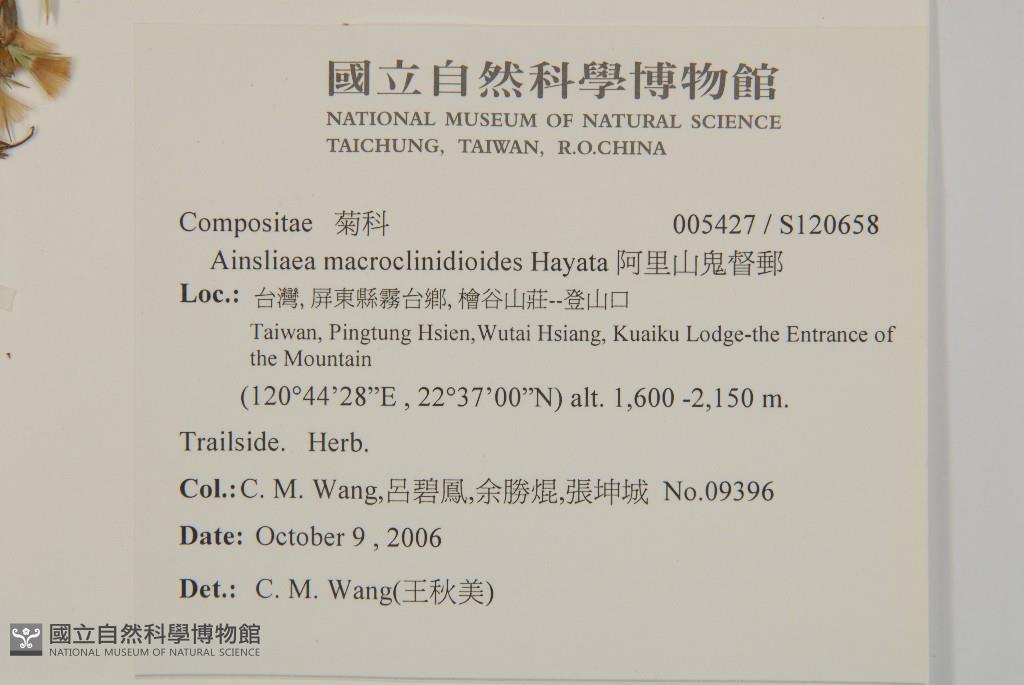 國立自然科學博物館
NATIONAL MUSEUM OF NATURAL SCIENCE
TAICHUNG, TAIWAN, R.O.CHINA
Compositae 菊科 005427 / S120658
Ainsliaea macroclinidioides Hayata 阿里山鬼督郵
Loc.: 台灣, 屏東縣霧台鄉, 檜谷山莊--登山口
Taiwan, Pingtung Hsien,Wutai Hsiang, Kuaiku Lodge-the Entrance of
the Mountain
(120°44’28”E , 22°37’00”N) alt. 1,600 -2,150 m.
Trailside. Herb.
Col.: C. M. Wang,呂碧鳳,余勝焜,張坤城 No.09396
Date: October 9 , 2006
Det.: C. M. Wang(王秋美)
國立自然科學博物館
NATIONAL MUSEUM OF NATURAL SCIENCE